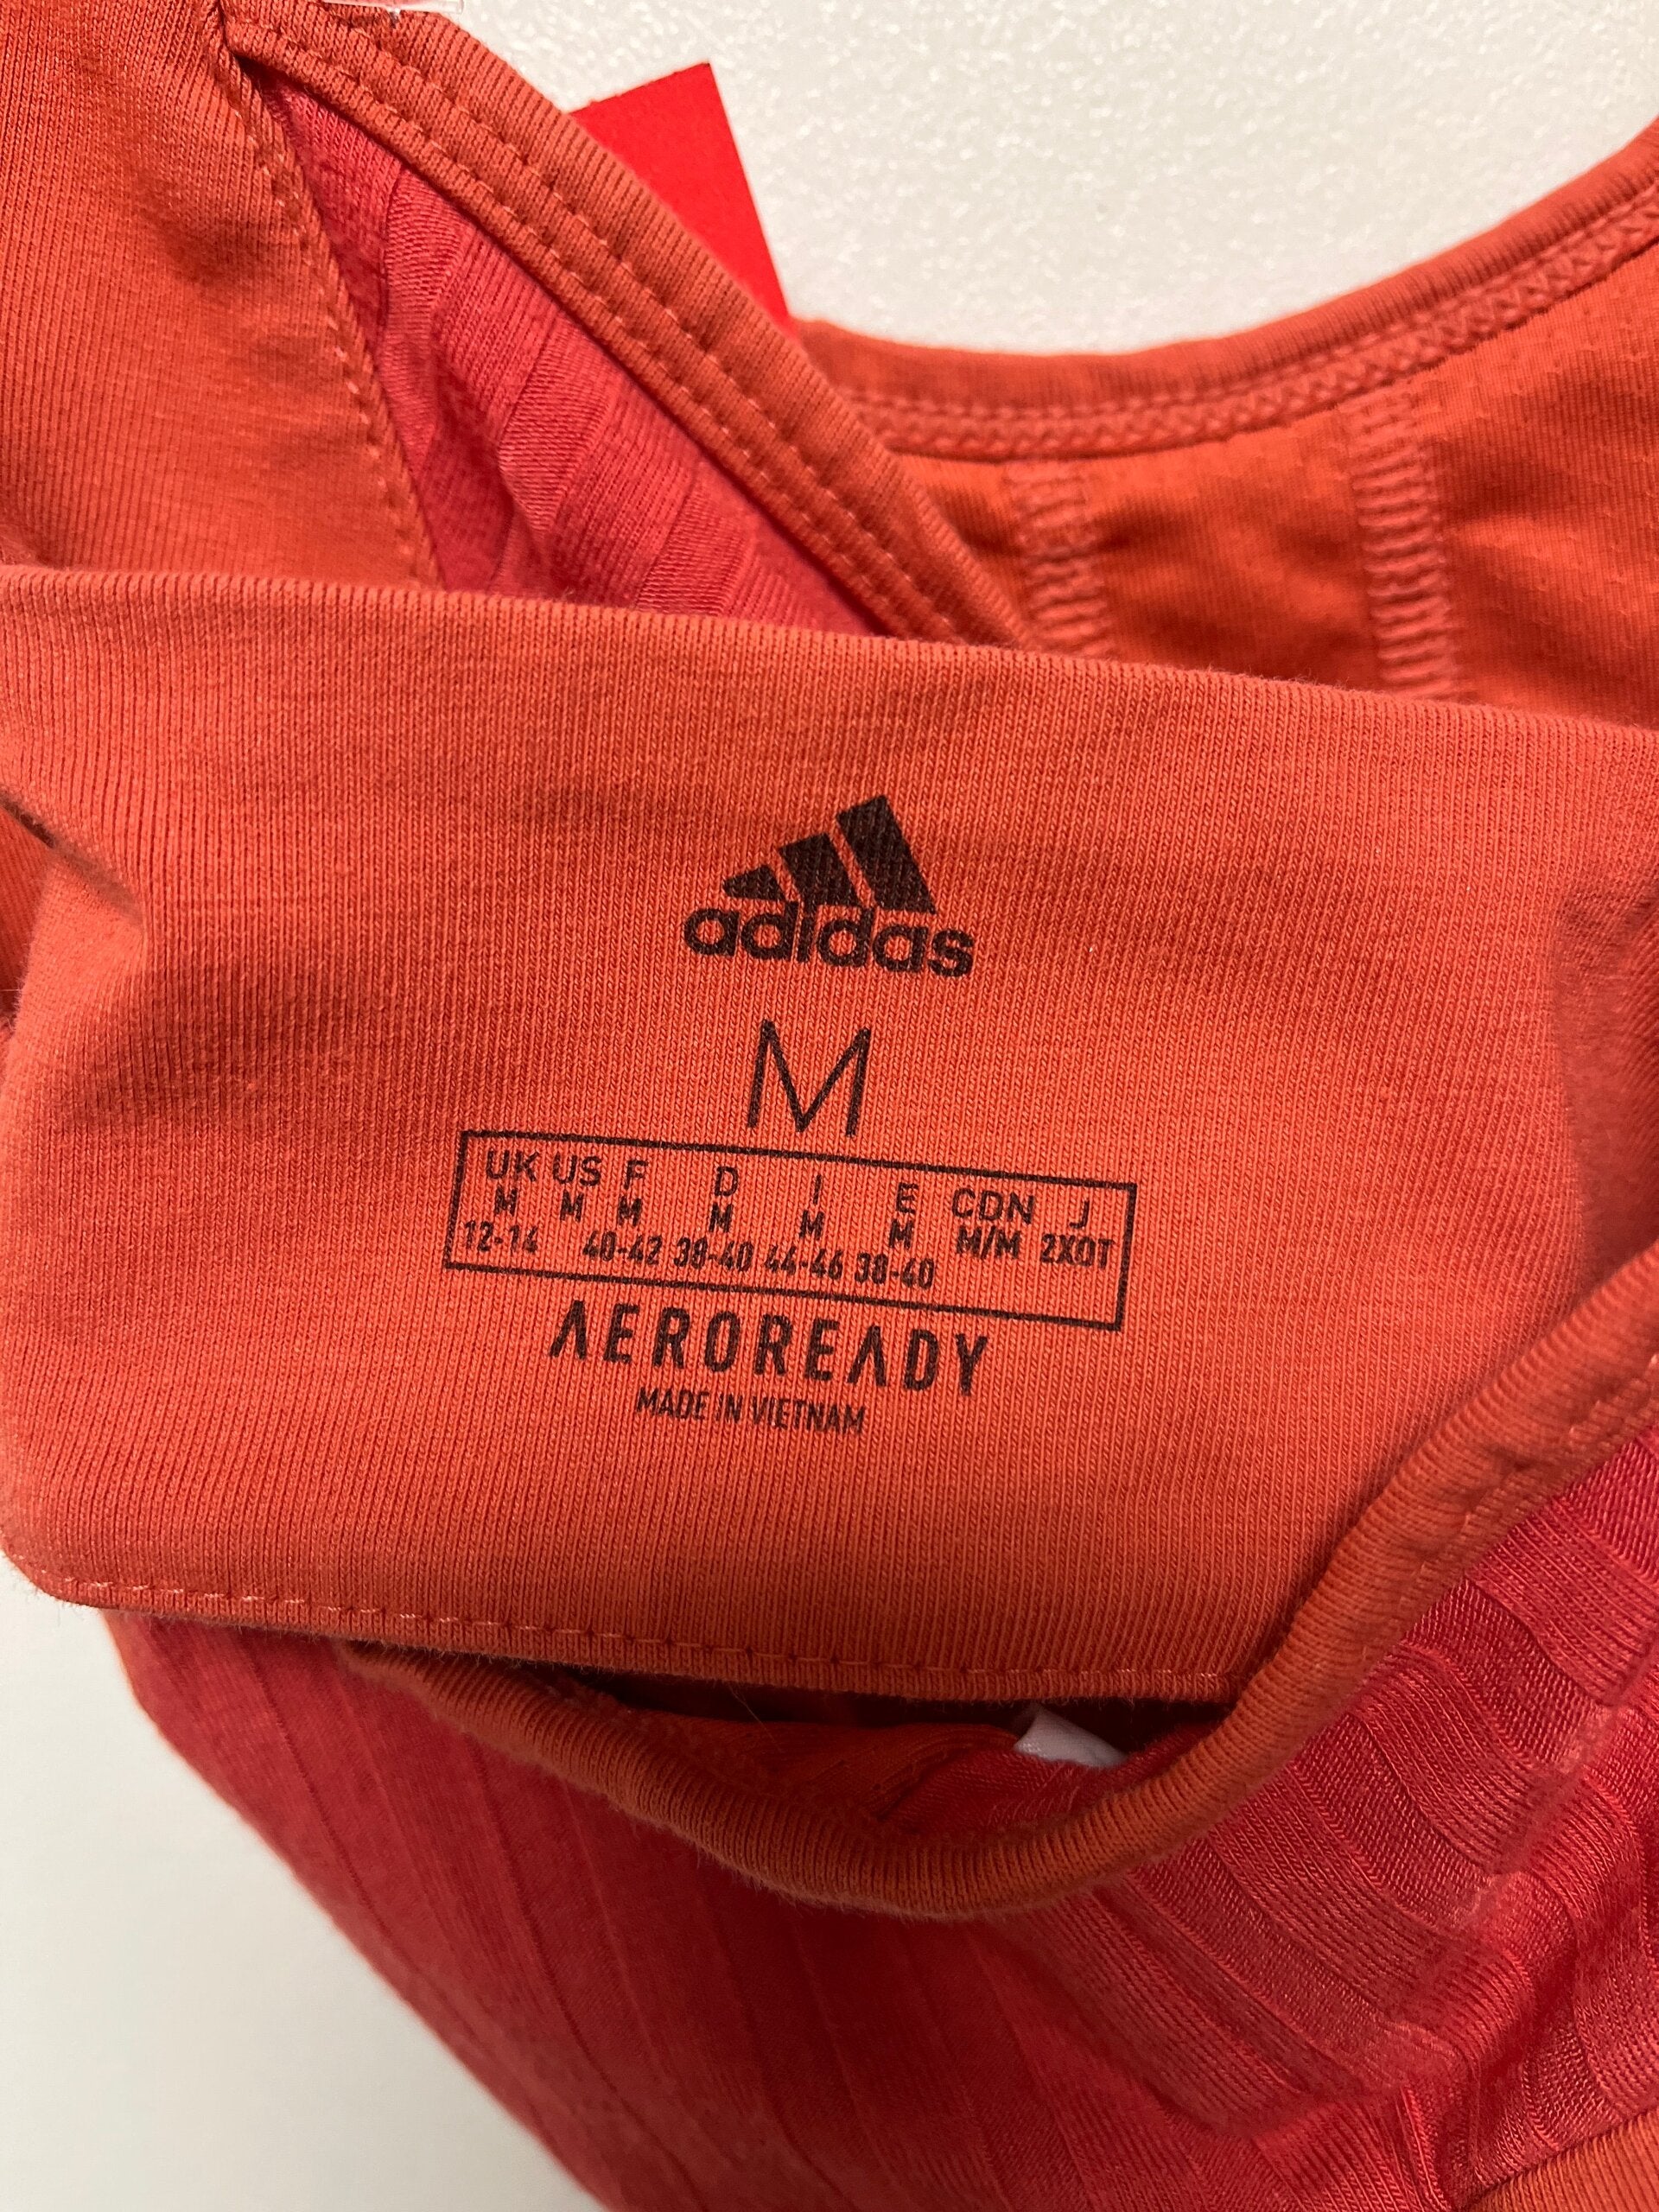 adidas
M
UK US F D I E CDN J
M M M M M M M/M 2XOT
12-14 40-42 38-40 44-46 38-40
AEROREADY
MADE IN VIETNAM